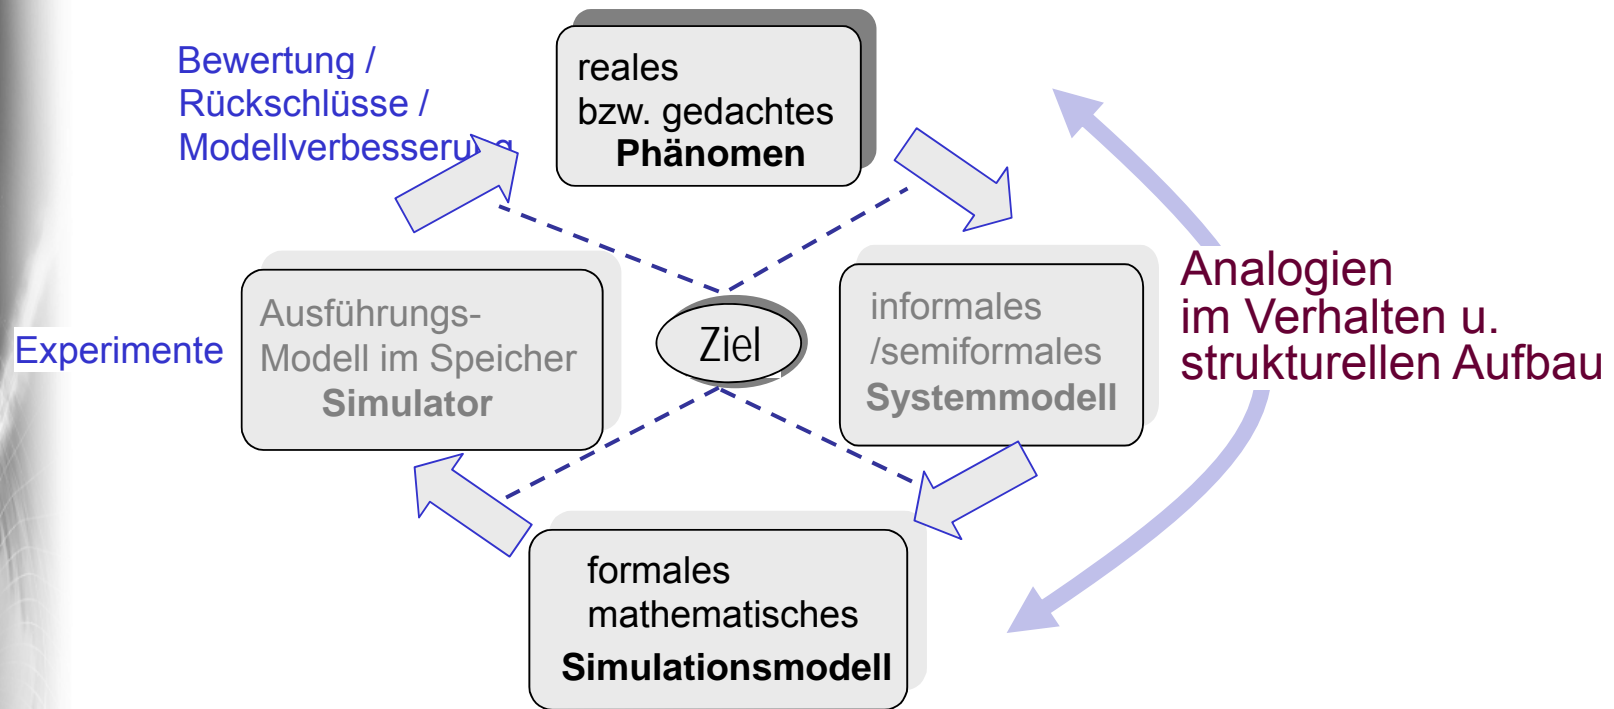 Bewertung /
Rückschlüsse /
Modellverbesserung
reales
bzw. gedachtes
Phänomen
Analogien
im Verhalten u.
strukturellen Aufbau
informales
/semiformales
Systemmodell
Ziel
Ausführungs-
Modell im Speicher
Simulator
Experimente
formales
mathematisches
Simulationsmodell